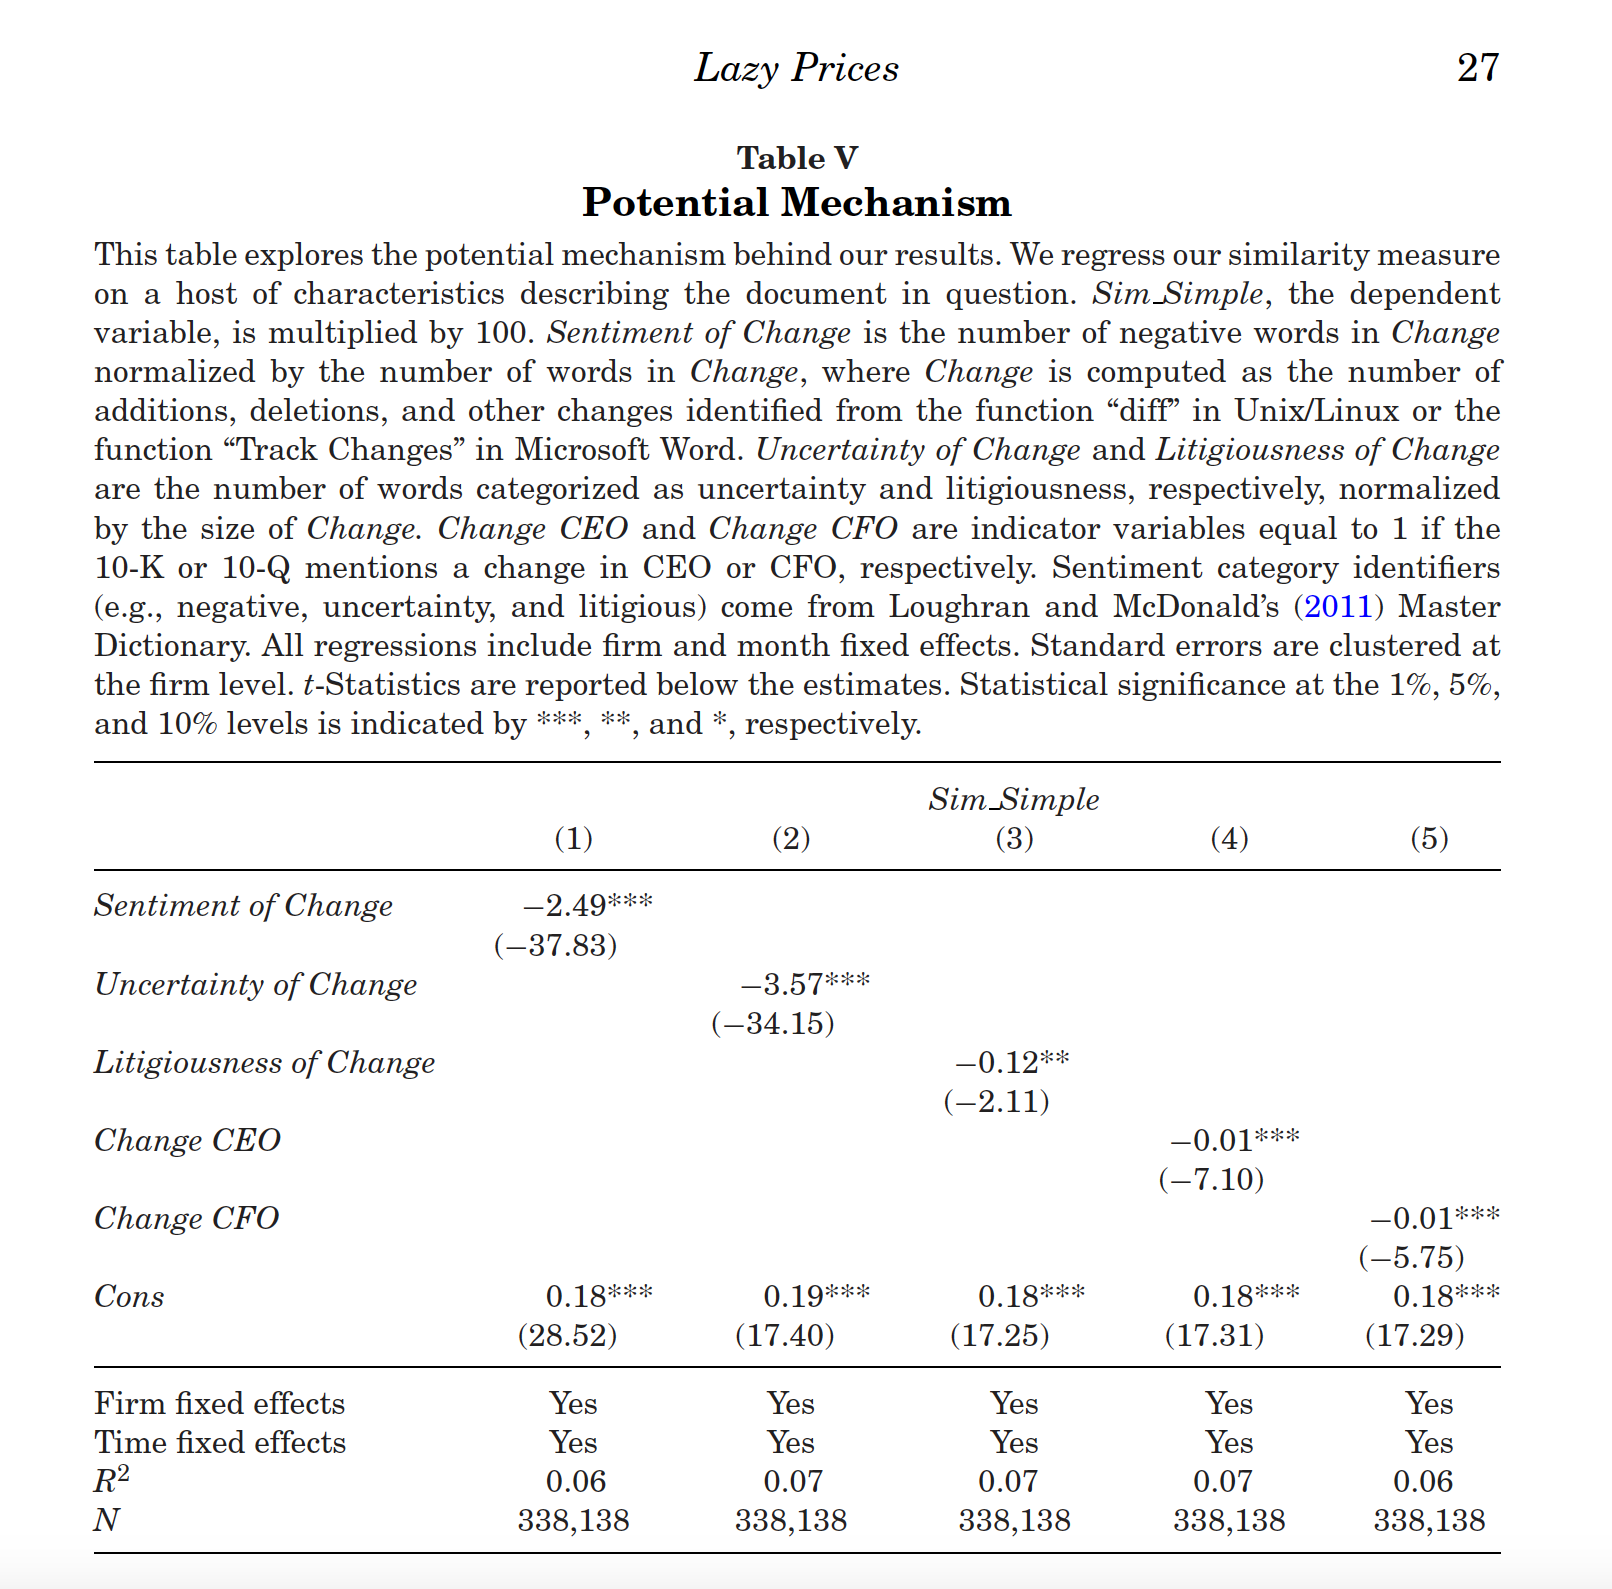 Lazy Prices 27
Table V
Potential Mechanism
This table explores the potential mechanism behind our results. We regress our similarity measure
on a host of characteristics describing the document in question. Sim_Simple, the dependent
variable, is multiplied by 100. Sentiment of Change is the number of negative words in Change
normalized by the number of words in Change, where Change is computed as the number of
additions, deletions, and other changes identified from the function “diff” in Unix/Linux or the
function “Track Changes” in Microsoft Word. Uncertainty of Change and Litigiousness of Change
are the number of words categorized as uncertainty and litigiousness, respectively, normalized
by the size of Change. Change CEO and Change CFO are indicator variables equal to 1 if the
10-K or 10-Q mentions a change in CEO or CFO, respectively. Sentiment category identifiers
(e.g., negative, uncertainty, and litigious) come from Loughran and McDonald’s (2011) Master
Dictionary. All regressions include firm and month fixed effects. Standard errors are clustered at
the firm level. t-Statistics are reported below the estimates. Statistical significance at the 1%, 5%,
and 10% levels is indicated by ***, **, and *, respectively.
Sim_Simple
(1) (2) (3) (4) (5)
Sentiment of Change −2.49***
(−37.83)
Uncertainty of Change −3.57***
(−34.15)
Litigiousness of Change −0.12**
(−2.11)
Change CEO −0.01***
(−7.10)
Change CFO −0.01***
(−5.75)
Cons 0.18*** 0.19*** 0.18*** 0.18*** 0.18***
(28.52) (17.40) (17.25) (17.31) (17.29)
Firm fixed effects Yes Yes Yes Yes Yes
Time fixed effects Yes Yes Yes Yes Yes
R² 0.06 0.07 0.07 0.07 0.06
N 338,138 338,138 338,138 338,138 338,138